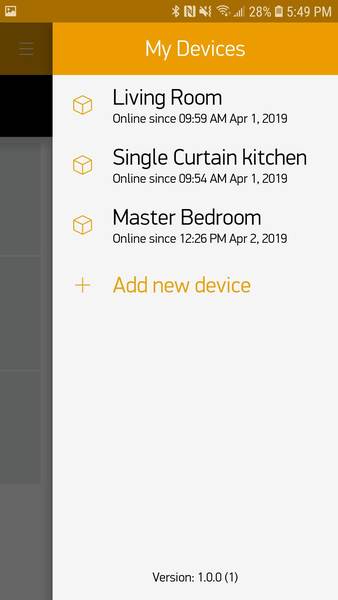 28% 5:49 PM
My Devices
Living Room
Online since 09:59 AM Apr 1, 2019
Single Curtain kitchen
Online since 09:54 AM Apr 1, 2019
Master Bedroom
Online since 12:26 PM Apr 2, 2019
+ Add new device
Version: 1.0.0 (1)